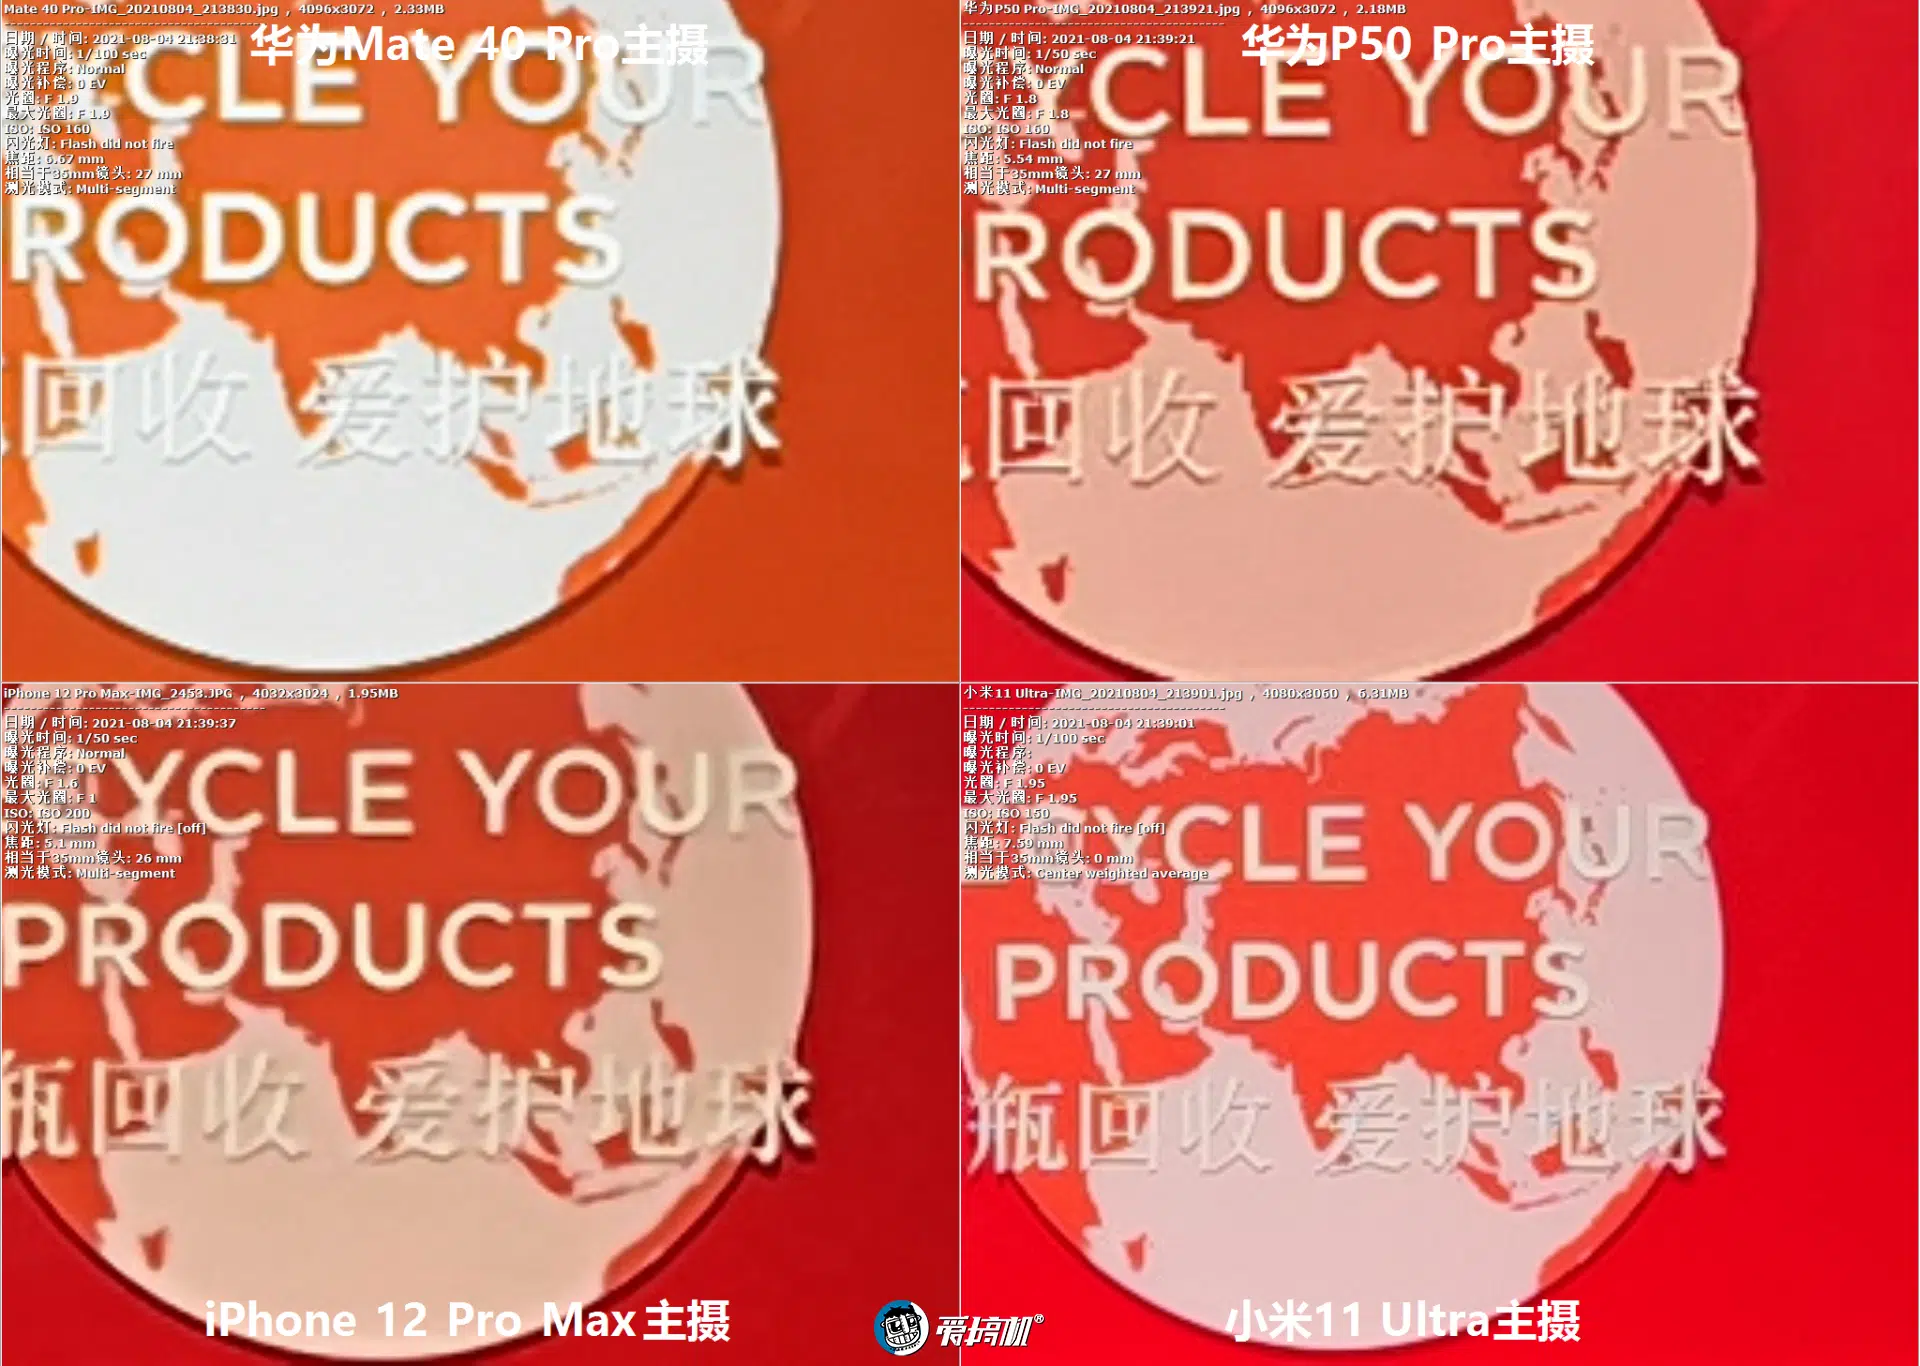 Mate 40 Pro-IMG_20210804_213830.jpg , 4096x3072 , 2.33MB
日期 / 时间: 2021-08-04 21:38:31
曝光时间: 1/100 sec
曝光程序: Normal
曝光补偿: 0 EV
光圈: F 1.9
最大光圈: F 1.9
ISO: ISO 160
闪光灯: Flash did not fire
焦距: 6.67 mm
相当于35mm镜头: 27 mm
测光模式: Multi-segment
华为Mate 40 Pro主摄
CLE YOUR
RODUCTS
回收 爱护地球
华为P50 Pro-IMG_20210804_213921.jpg , 4096x3072 , 2.18MB
日期 / 时间: 2021-08-04 21:39:21
曝光时间: 1/50 sec
曝光程序: Normal
曝光补偿: 0 EV
光圈: F 1.8
最大光圈: F 1.8
ISO: ISO 160
闪光灯: Flash did not fire
焦距: 5.54 mm
相当于35mm镜头: 27 mm
测光模式: Multi-segment
华为P50 Pro主摄
CLE YOUR
RODUCTS
回收 爱护地球
iPhone 12 Pro Max-IMG_2453.JPG , 4032x3024 , 1.95MB
日期 / 时间: 2021-08-04 21:39:37
曝光时间: 1/50 sec
曝光程序: Normal
曝光补偿: 0 EV
光圈: F 1.6
最大光圈: F 1
ISO: ISO 200
闪光灯: Flash did not fire [off]
焦距: 5.1 mm
相当于35mm镜头: 26 mm
测光模式: Multi-segment
YCLE YOUR
PRODUCTS
瓶回收 爱护地球
iPhone 12 Pro Max主摄
小米11 Ultra-IMG_20210804_213901.jpg , 4080x3060 , 6.31MB
日期 / 时间: 2021-08-04 21:39:01
曝光时间: 1/100 sec
曝光程序:
曝光补偿: 0 EV
光圈: F 1.95
最大光圈: F 1.95
ISO: ISO 150
闪光灯: Flash did not fire [off]
焦距: 7.59 mm
相当于35mm镜头: 0 mm
测光模式: Center weighted average
YCLE YOUR
PRODUCTS
瓶回收 爱护地球
小米11 Ultra主摄
爱搞机®